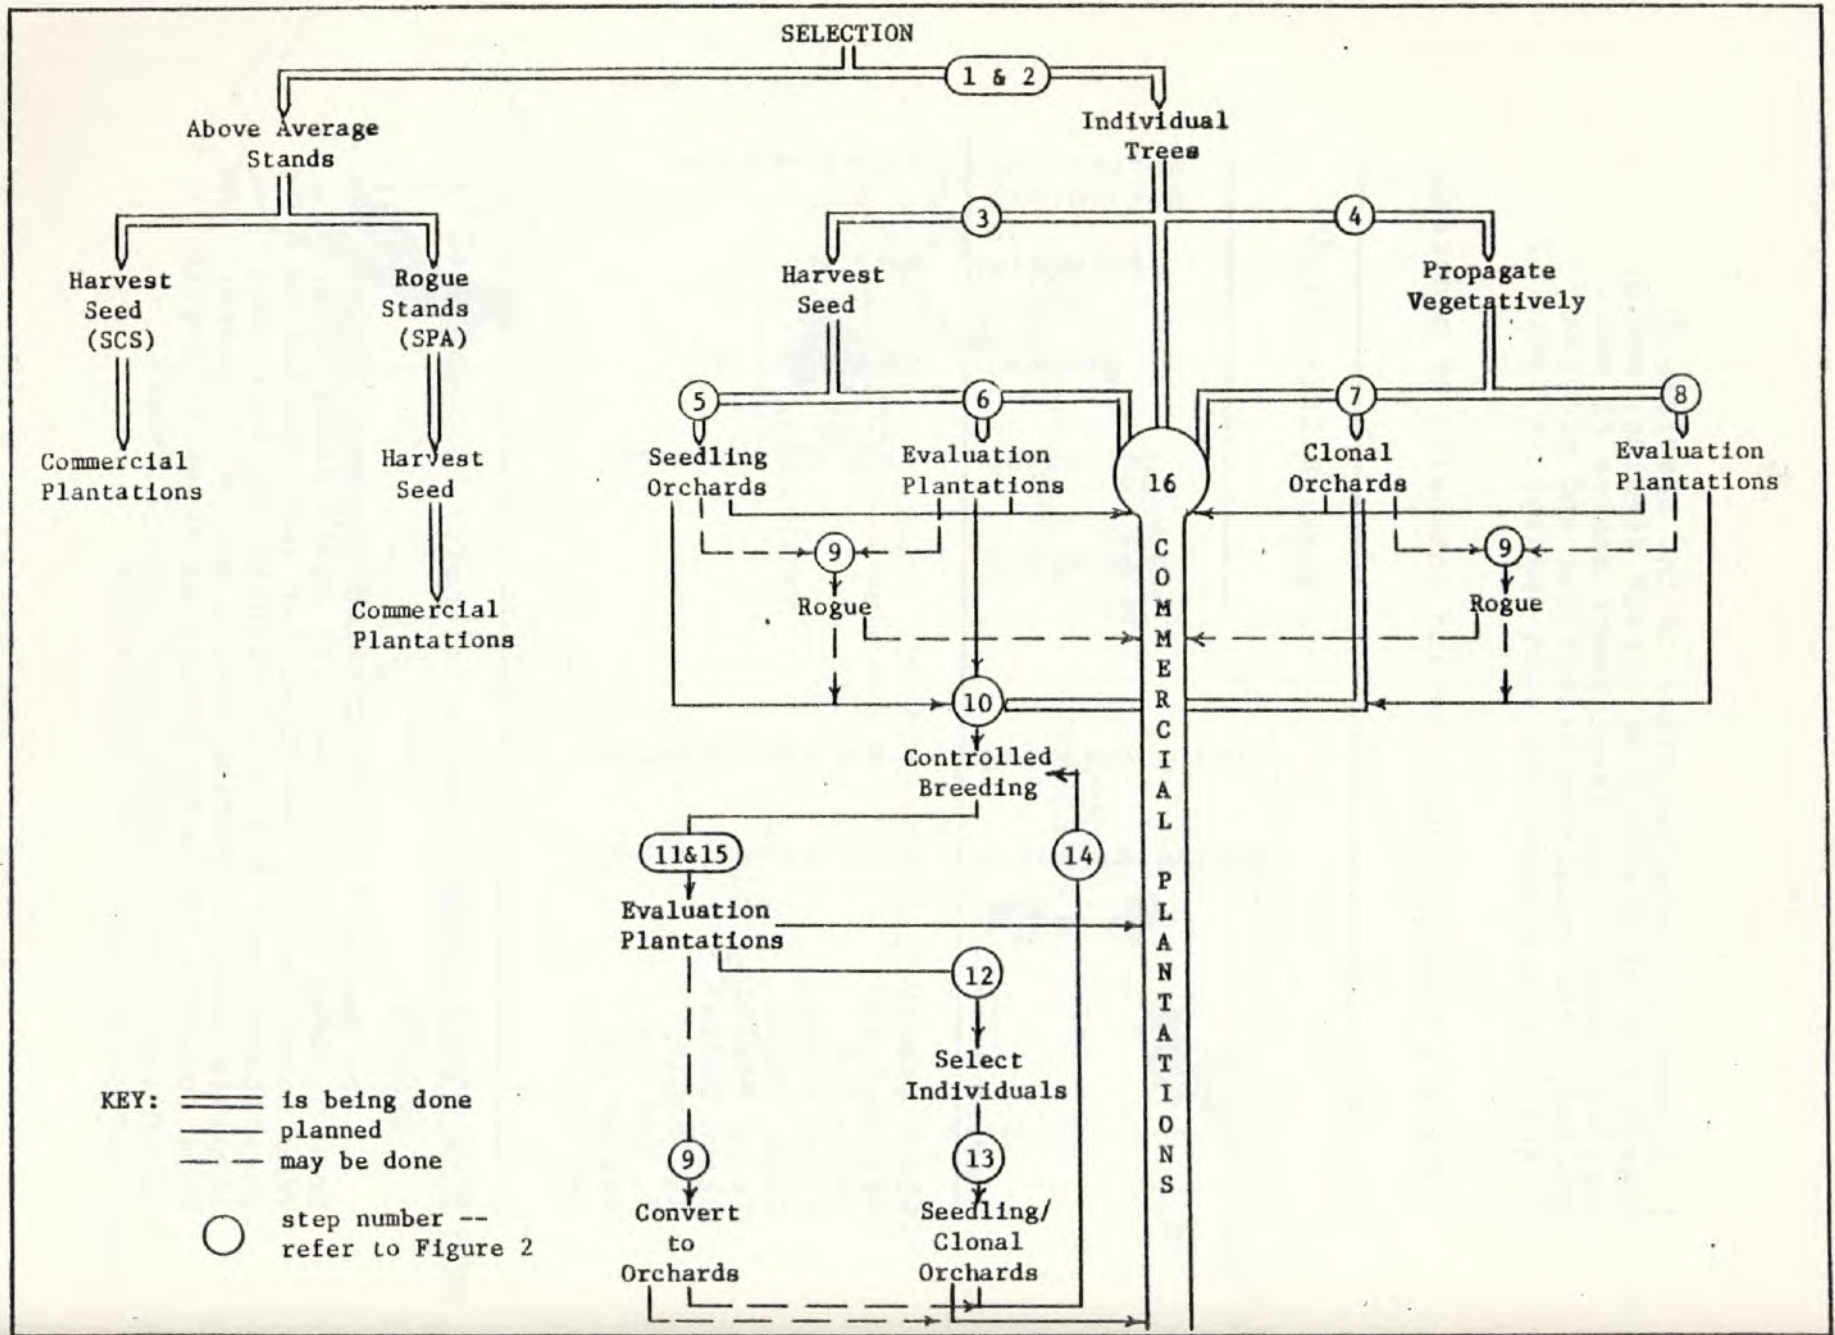 SELECTION
1 & 2
Above Average
Stands
Individual
Trees
3
4
Harvest
Seed
(SCS)
Rogue
Stands
(SPA)
Harvest
Seed
Propagate
Vegetatively
5
6
7
8
Commercial
Plantations
Harvest
Seed
Seedling
Orchards
Evaluation
Plantations
16
Clonal
Orchards
Evaluation
Plantations
9
9
Commercial
Plantations
Rogue
Rogue
COMMERCIAL PLANTATIONS
10
Controlled
Breeding
11&15
14
Evaluation
Plantations
12
Select
Individuals
9
13
Convert
to
Orchards
Seedling/
Clonal
Orchards
KEY:
is being done
planned
may be done
step number --
refer to Figure 2